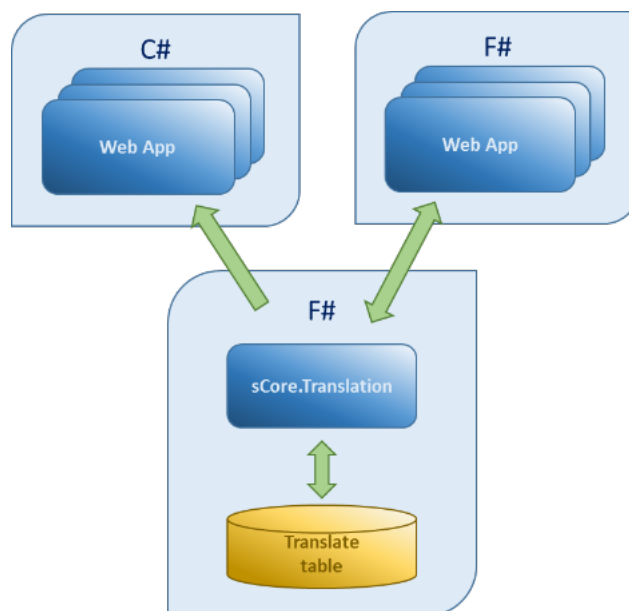 C#
F#
Web App
Web App
F#
sCore.Translation
Translate
table